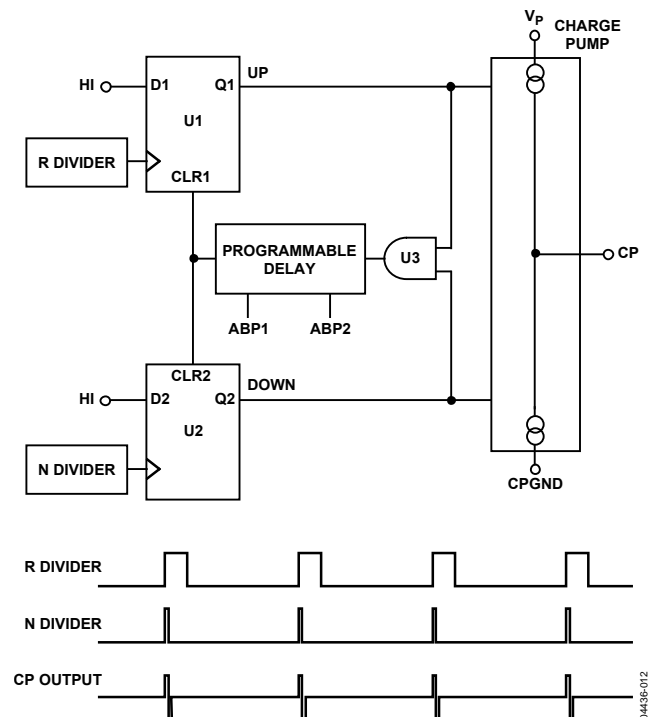 VP
CHARGE
PUMP
HI
D1
Q1
UP
U1
R DIVIDER
CLR1
PROGRAMMABLE
DELAY
U3
CP
ABP1
ABP2
CLR2
HI
D2
Q2
DOWN
U2
N DIVIDER
CPGND
R DIVIDER
N DIVIDER
CP OUTPUT
04436-012